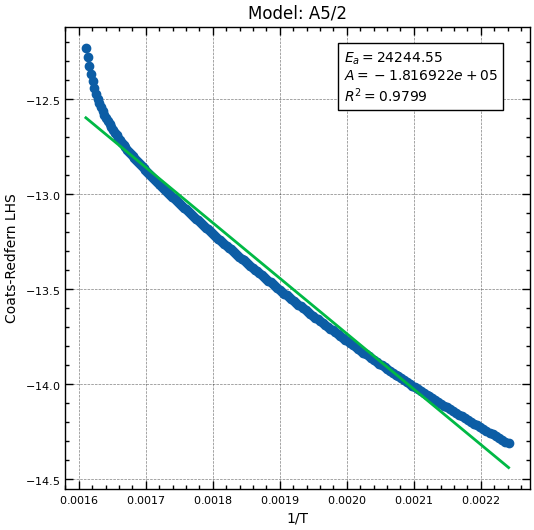 Model: A5/2
Eₐ = 24244.55
A = −1.816922e + 05
R² = 0.9799
Coats-Redfern LHS
−12.5
−13.0
−13.5
−14.0
−14.5
0.0016 0.0017 0.0018 0.0019 0.0020 0.0021 0.0022
1/T